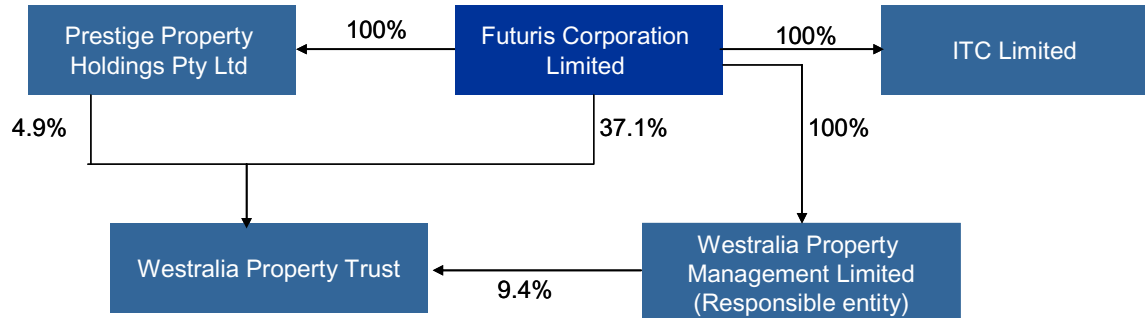 Prestige Property
Holdings Pty Ltd
100%
Futuris Corporation
Limited
100%
ITC Limited
4.9%
37.1%
100%
Westralia Property Trust
9.4%
Westralia Property
Management Limited
(Responsible entity)